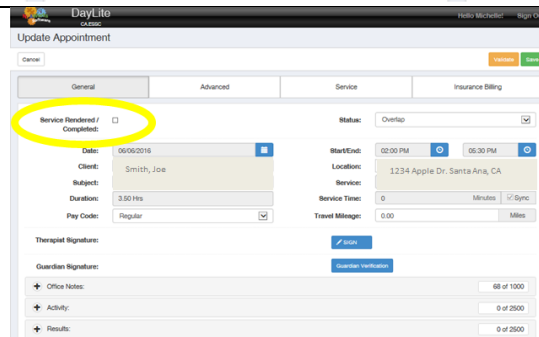 DayLite
CAESSC
Hello Michelle! Sign O
Update Appointment
Cancel Validate Save
General Advanced Service Insurance Billing
Service Rendered / Completed: Status: Overlap
Date: 06/06/2016 Start/End: 02:00 PM 05:30 PM
Client: Smith, Joe Location: 1234 Apple Dr. Santa Ana, CA
Subject: Service:
Duration: 3.50 Hrs Service Time: 0 Minutes Sync
Pay Code: Regular Travel Mileage: 0.00 Miles
Therapist Signature: SIGN
Guardian Signature: Guardian Verification
Office Notes: 68 of 1000
Activity: 0 of 2500
Results: 0 of 2500